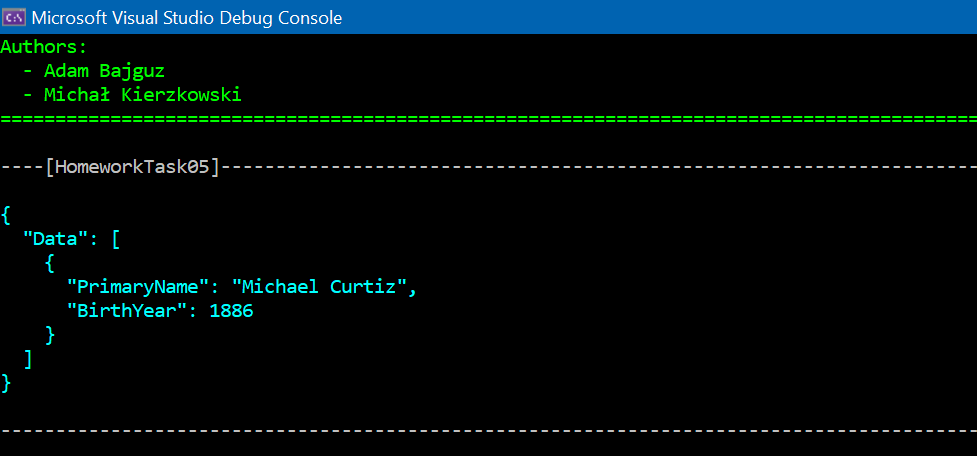 Microsoft Visual Studio Debug Console
Authors:
  - Adam Bajguz
  - Michał Kierzkowski
=========================================================================================

----[HomeworkTask05]---------------------------------------------------------------------

{
  "Data": [
    {
      "PrimaryName": "Michael Curtiz",
      "BirthYear": 1886
    }
  ]
}

-----------------------------------------------------------------------------------------